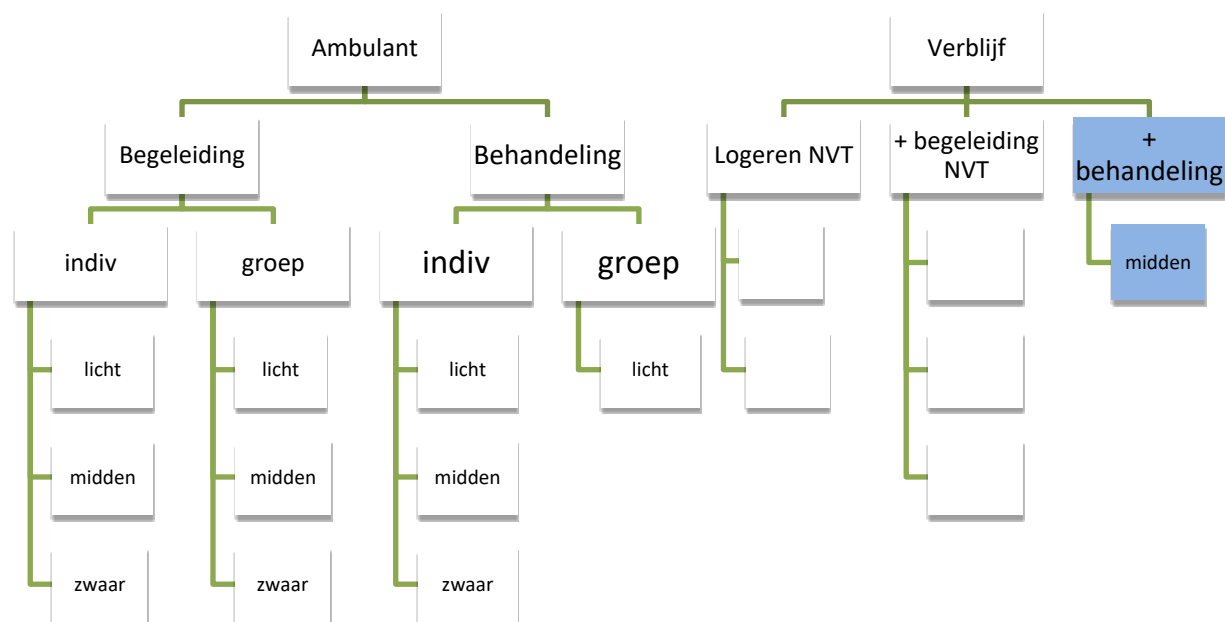 Ambulant
Verblijf
Begeleiding
Behandeling
Logeren NVT
+ begeleiding
NVT
+
behandeling
indiv
groep
indiv
groep
midden
licht
licht
licht
licht
midden
midden
midden
zwaar
zwaar
zwaar